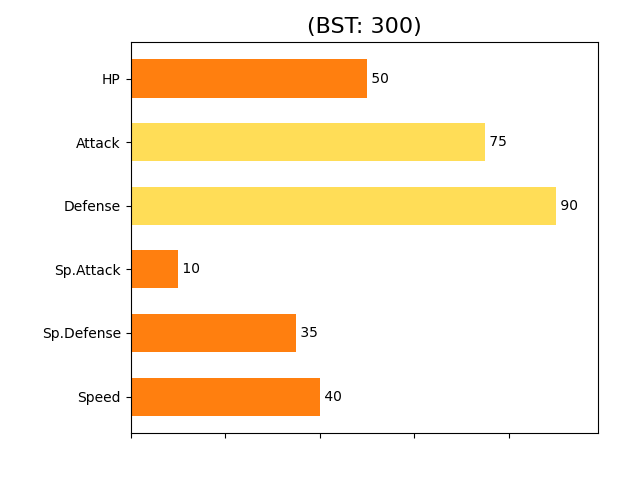 (BST: 300)
HP 50
Attack 75
Defense 90
Sp.Attack 10
Sp.Defense 35
Speed 40